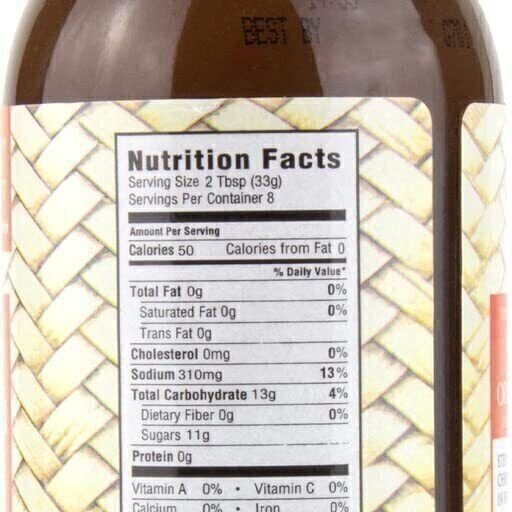 BEST BY
Nutrition Facts
Serving Size 2 Tbsp (33g)
Servings Per Container 8
Amount Per Serving
Calories 50 Calories from Fat 0
% Daily Value*
Total Fat 0g 0%
Saturated Fat 0g 0%
Trans Fat 0g
Cholesterol 0mg 0%
Sodium 310mg 13%
Total Carbohydrate 13g 4%
Dietary Fiber 0g 0%
Sugars 11g
Protein 0g
Vitamin A 0% • Vitamin C 0%
Calcium 0% • Iron 0%